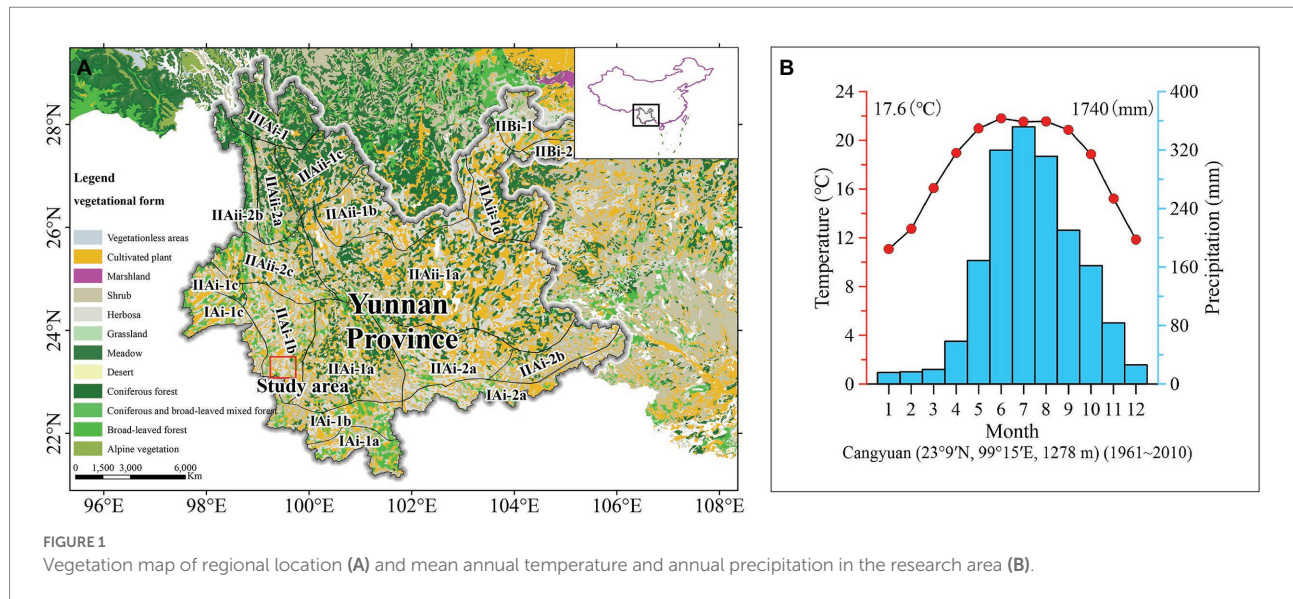 A
28°N
26°N
24°N
22°N
96°E
98°E
100°E
102°E
104°E
106°E
108°E
Legend
vegetational form
Vegetationless areas
Cultivated plant
Marshland
Shrub
Herbosa
Grassland
Meadow
Desert
Coniferous forest
Coniferous and broad-leaved mixed forest
Broad-leaved forest
Alpine vegetation
0 1,500 3,000 6,000
Km
IIIAi-1
IIAii-1c
IIAii-2a
IIAii-2b
IIAii-1b
IIBi-1
IIBi-2
IIAii-1d
IIAii-2c
IIAii-1a
IIAi-1c
IAi-1c
IIAi-1b
Yunnan
Province
Study area
IIAi-1a
IIAi-2a
IIAi-2b
IAi-2a
IAi-1b
IAi-1a
B
17.6 (℃)
1740 (mm)
Temperature (℃)
24
20
16
12
8
4
0
Precipitation (mm)
400
320
240
160
80
0
1 2 3 4 5 6 7 8 9 10 11 12
Month
Cangyuan (23°9′N, 99°15′E, 1278 m) (1961~2010)
FIGURE 1
Vegetation map of regional location (A) and mean annual temperature and annual precipitation in the research area (B).